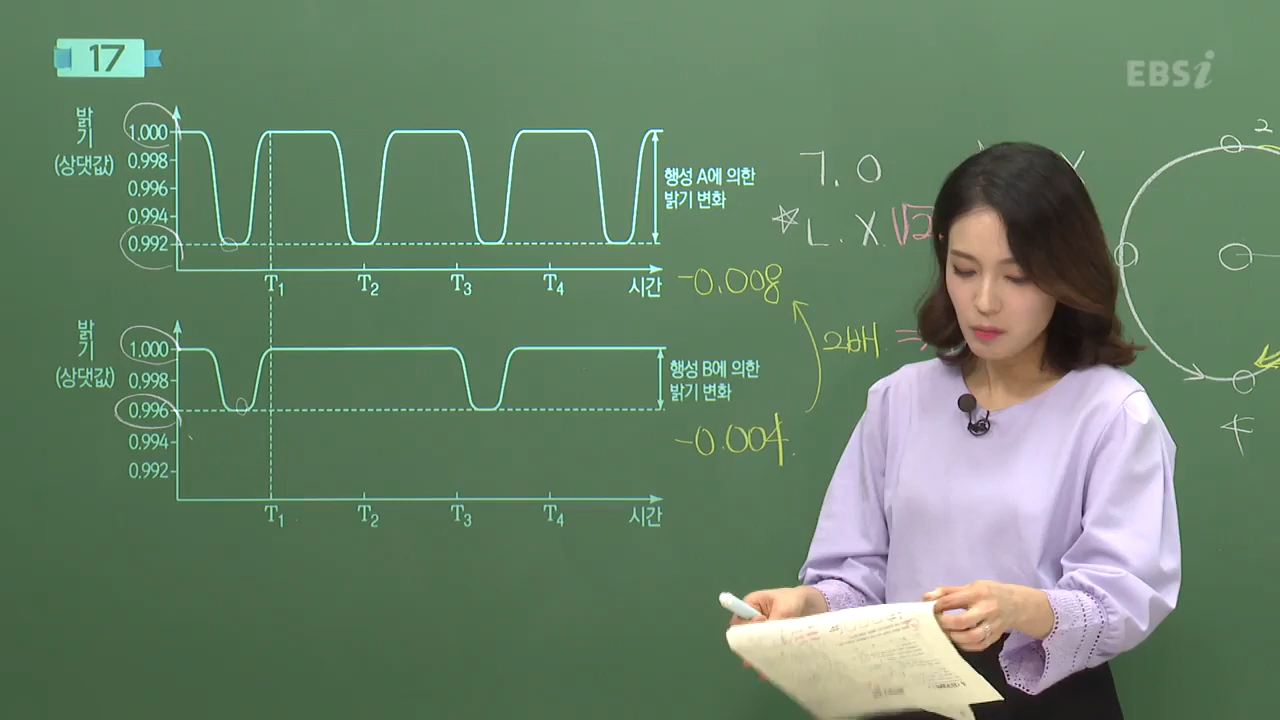 17
EBSi
밝기
(상댓값)
1.000
0.998
0.996
0.994
0.992
행성 A에 의한
밝기 변화
T1 T2 T3 T4 시간
밝기
(상댓값)
1.000
0.998
0.996
0.994
0.992
행성 B에 의한
밝기 변화
T1 T2 T3 T4 시간
-0.008
2배
-0.004
ㄱ. O
☆ㄴ. X √2
2
4